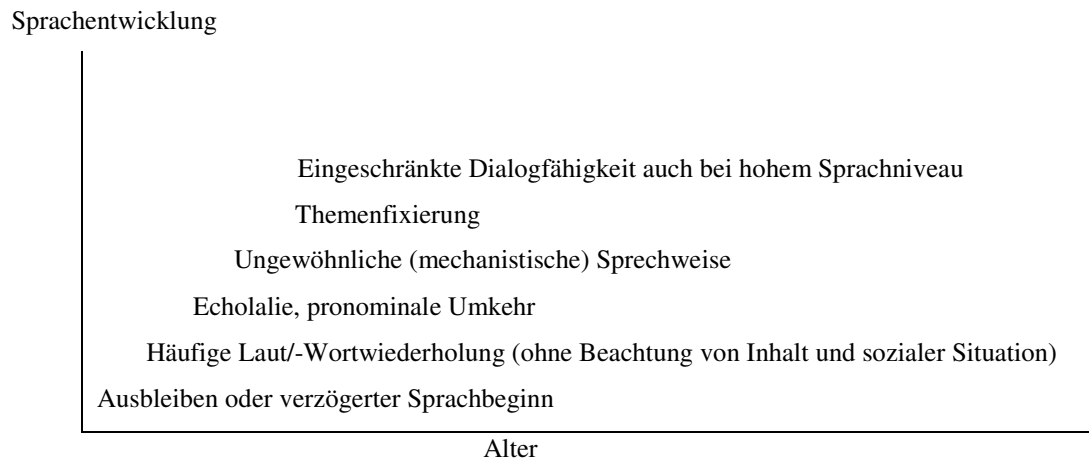 Sprachentwicklung
Eingeschränkte Dialogfähigkeit auch bei hohem Sprachniveau
Themenfixierung
Ungewöhnliche (mechanistische) Sprechweise
Echolalie, pronominale Umkehr
Häufige Laut/-Wortwiederholung (ohne Beachtung von Inhalt und sozialer Situation)
Ausbleiben oder verzögerter Sprachbeginn
Alter